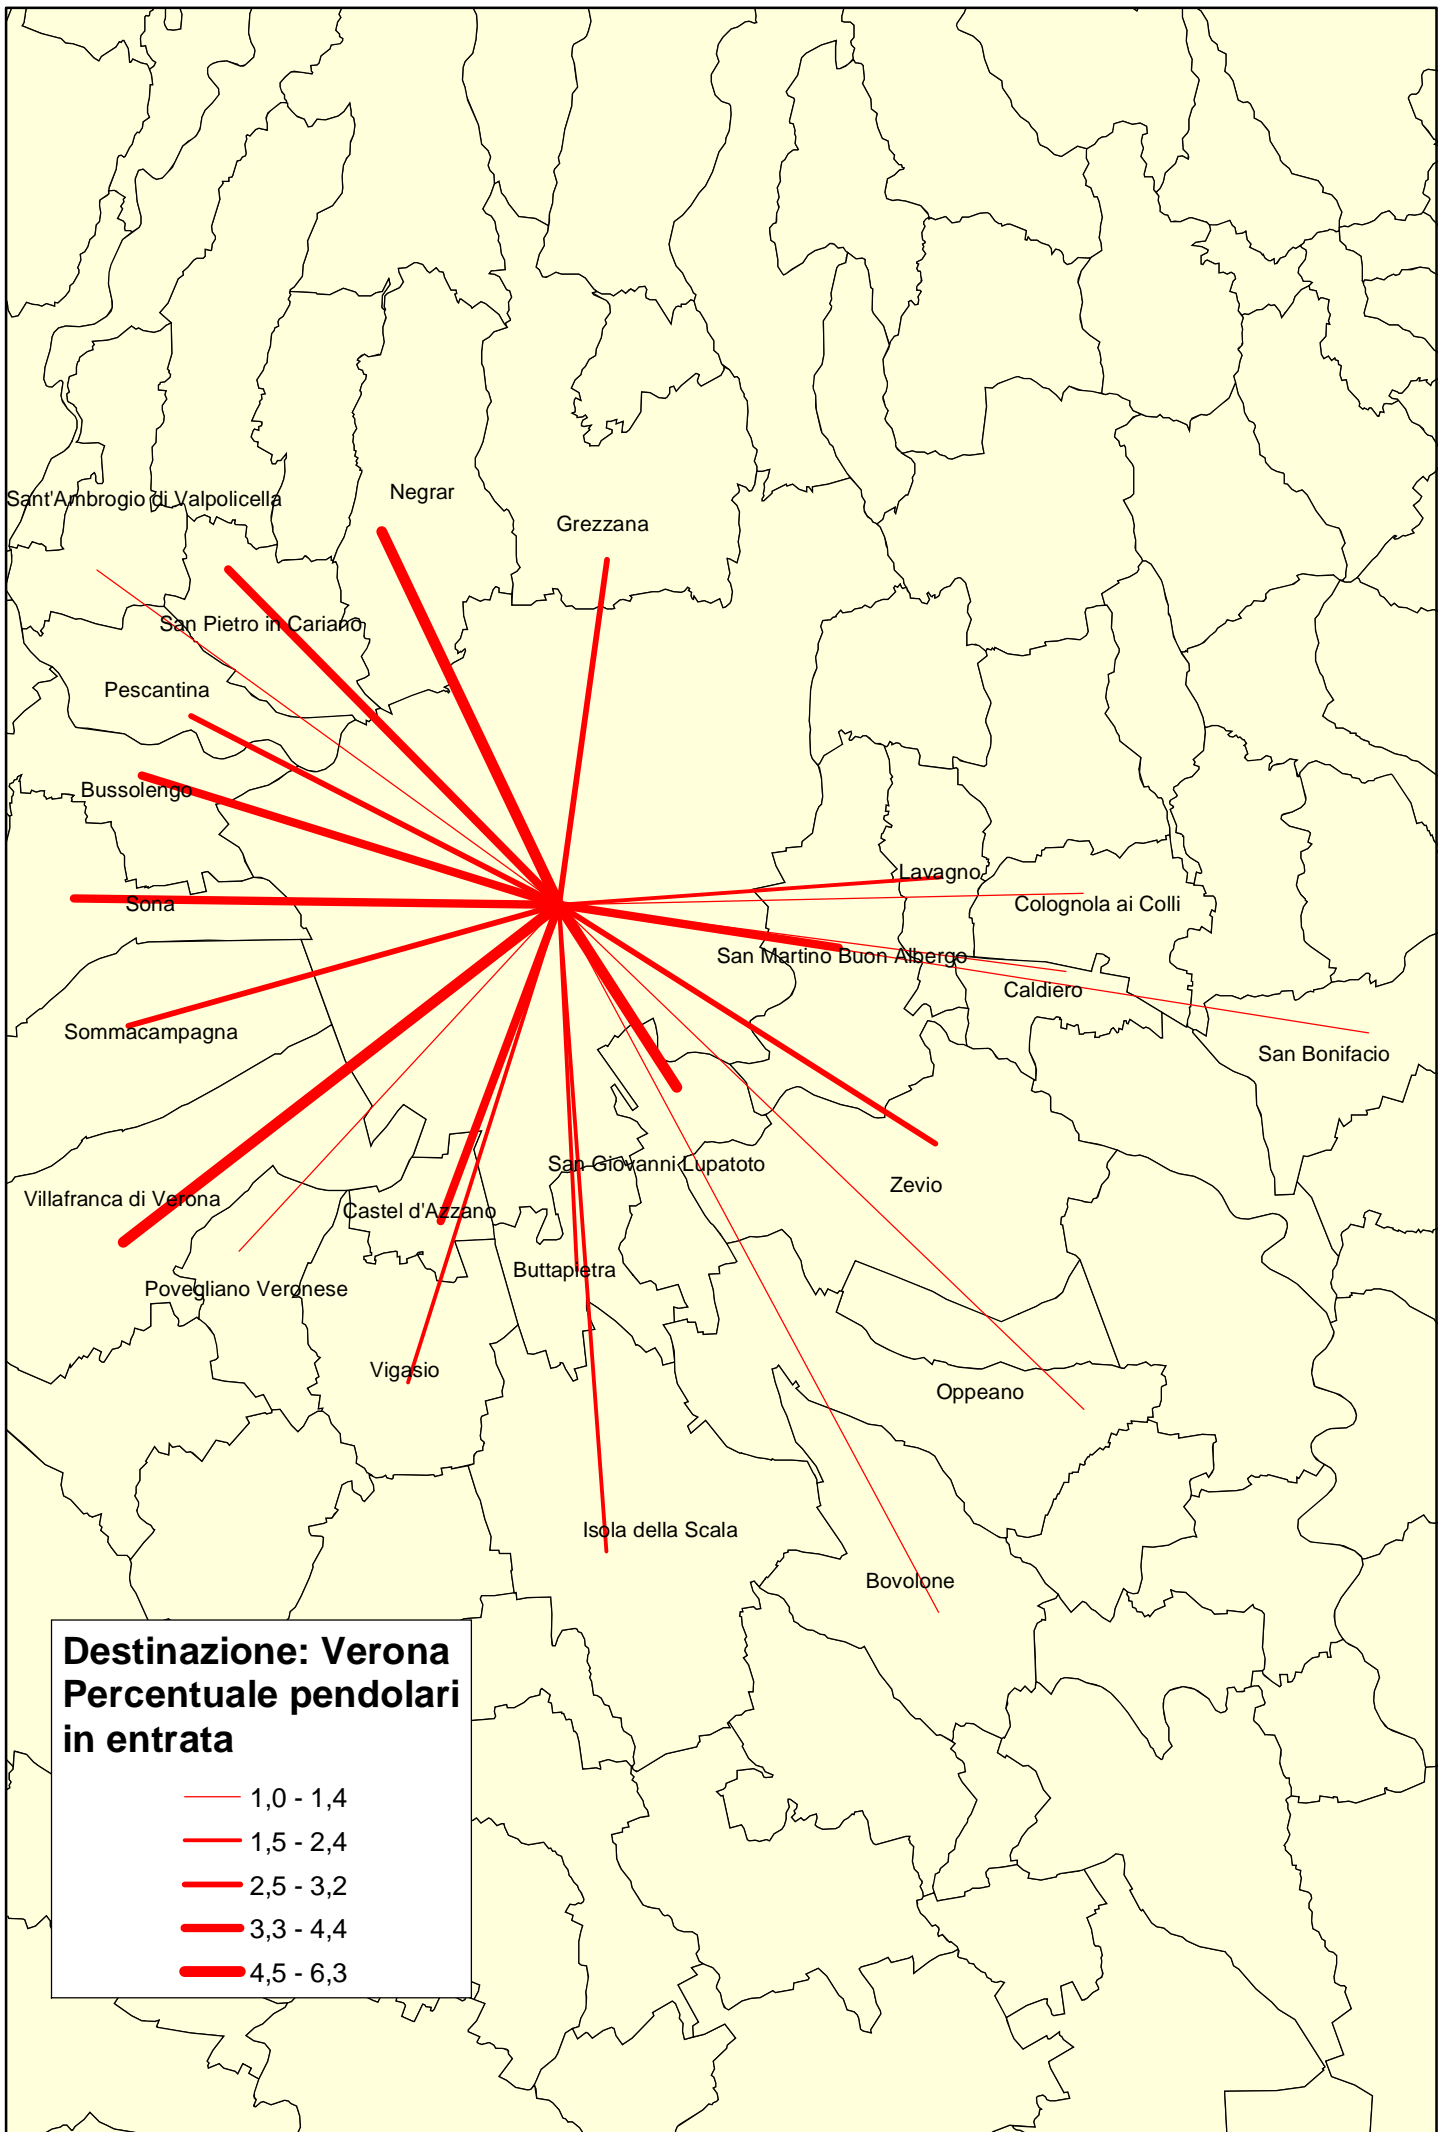 Sant'Ambrogio di Valpolicella
Negrar
Grezzana
San Pietro in Cariano
Pescantina
Bussolengo
Sona
Lavagno
Colognola ai Colli
San Martino Buon Albergo
Caldiero
Sommacampagna
San Bonifacio
San Giovanni Lupatoto
Zevio
Villafranca di Verona
Castel d'Azzano
Buttapietra
Povegliano Veronese
Vigasio
Oppeano
Isola della Scala
Bovolone
Destinazione: Verona
Percentuale pendolari
in entrata
1,0 - 1,4
1,5 - 2,4
2,5 - 3,2
3,3 - 4,4
4,5 - 6,3